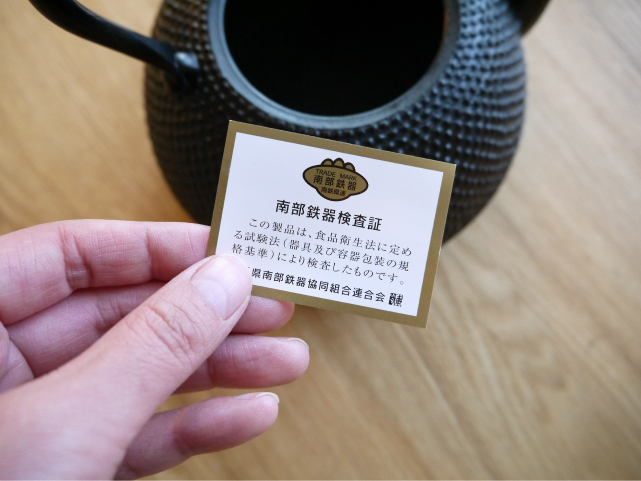 TRADE MARK
南部鉄器
南部鉄器検査証
この製品は、食品衛生法に定め
る試験法（器具及び容器包装の規
格基準）により検査したものです。
県南部鉄器協同組合連合会